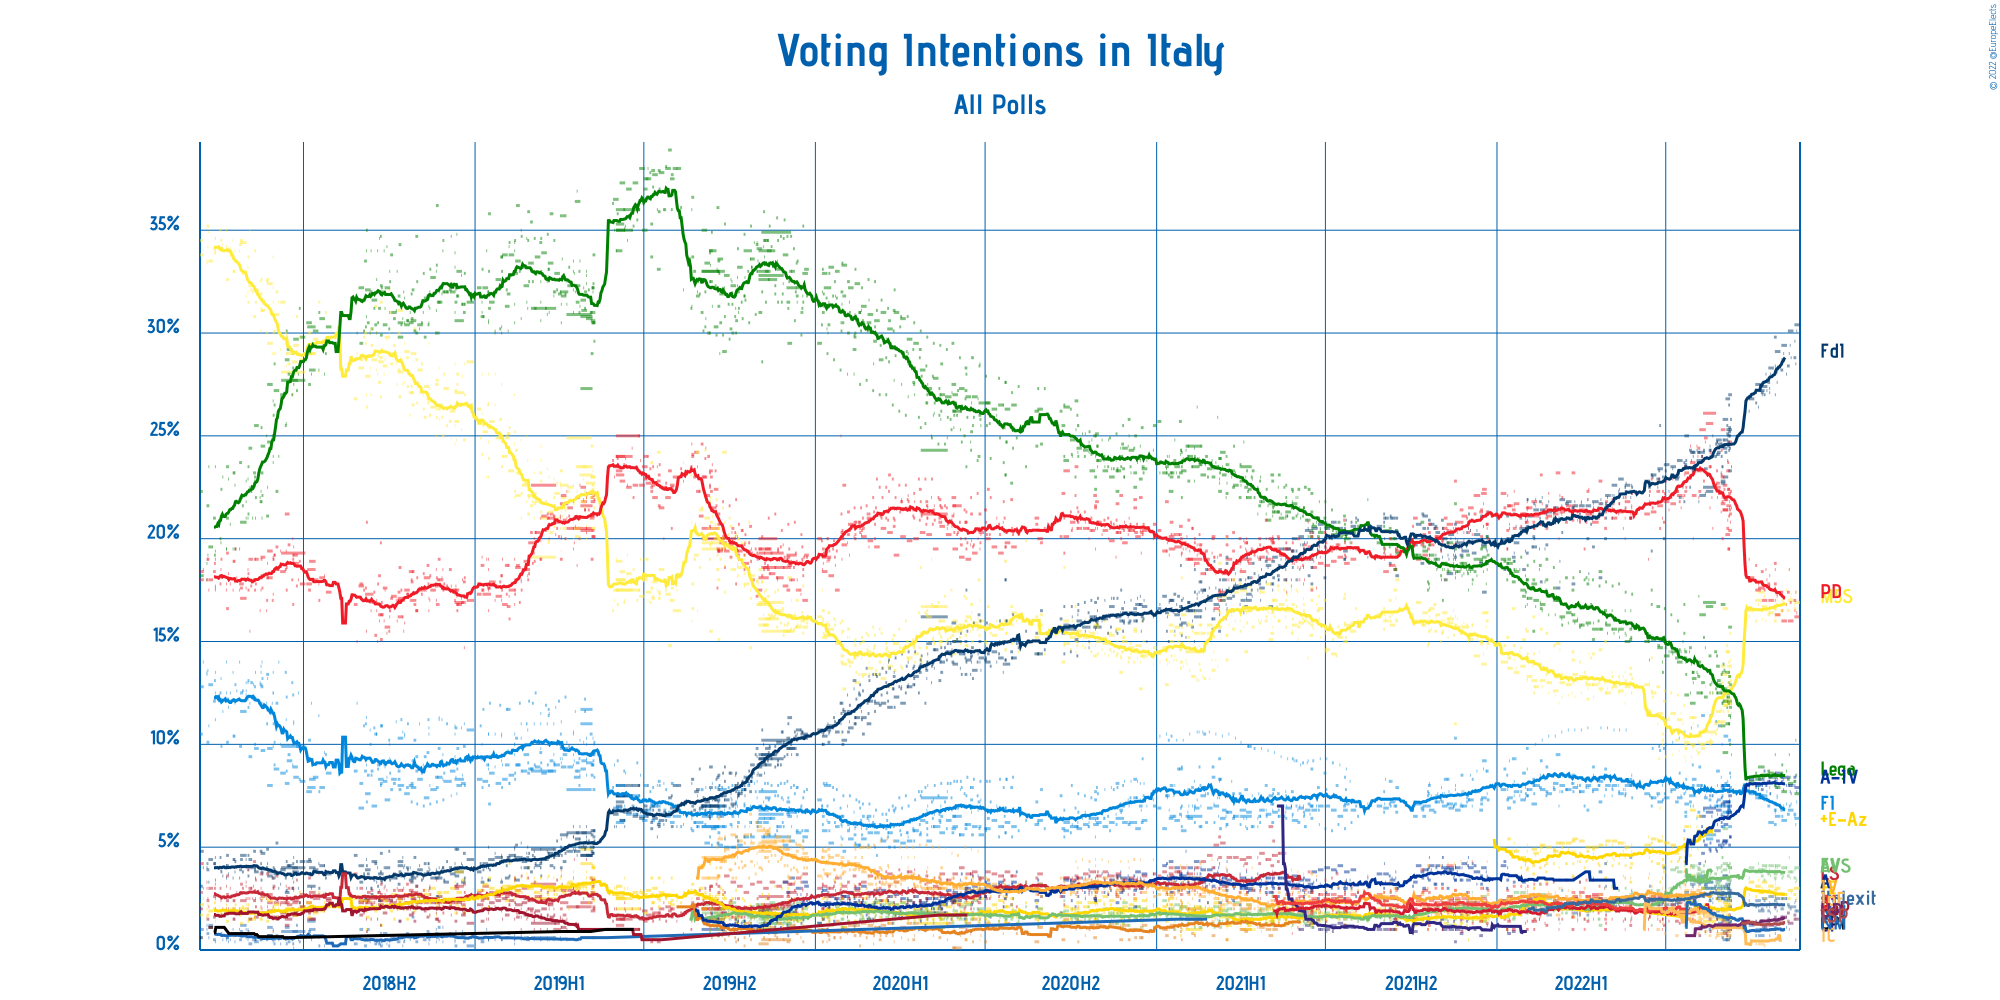 Voting Intentions in Italy
All Polls
© 2022 @EuropeElects
35%
30%
25%
20%
15%
10%
5%
0%
FdI
PD
M5S
Lega
A-IV
FI
+E-Az
Italexit
2018H2
2019H1
2019H2
2020H1
2020H2
2021H1
2021H2
2022H1